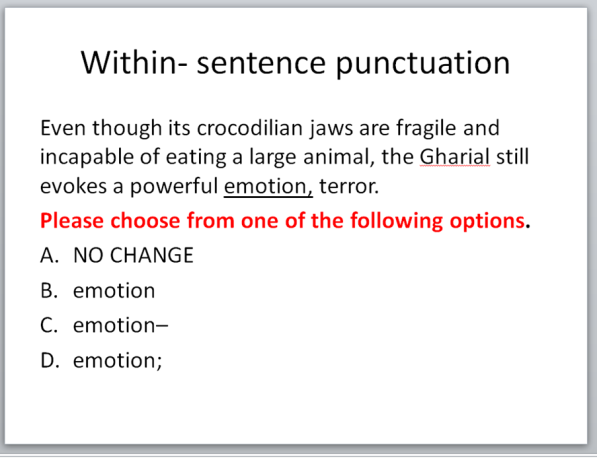 Within- sentence punctuation
Even though its crocodilian jaws are fragile and
incapable of eating a large animal, the Gharial still
evokes a powerful emotion, terror.
Please choose from one of the following options.
A. NO CHANGE
B. emotion
C. emotion–
D. emotion;